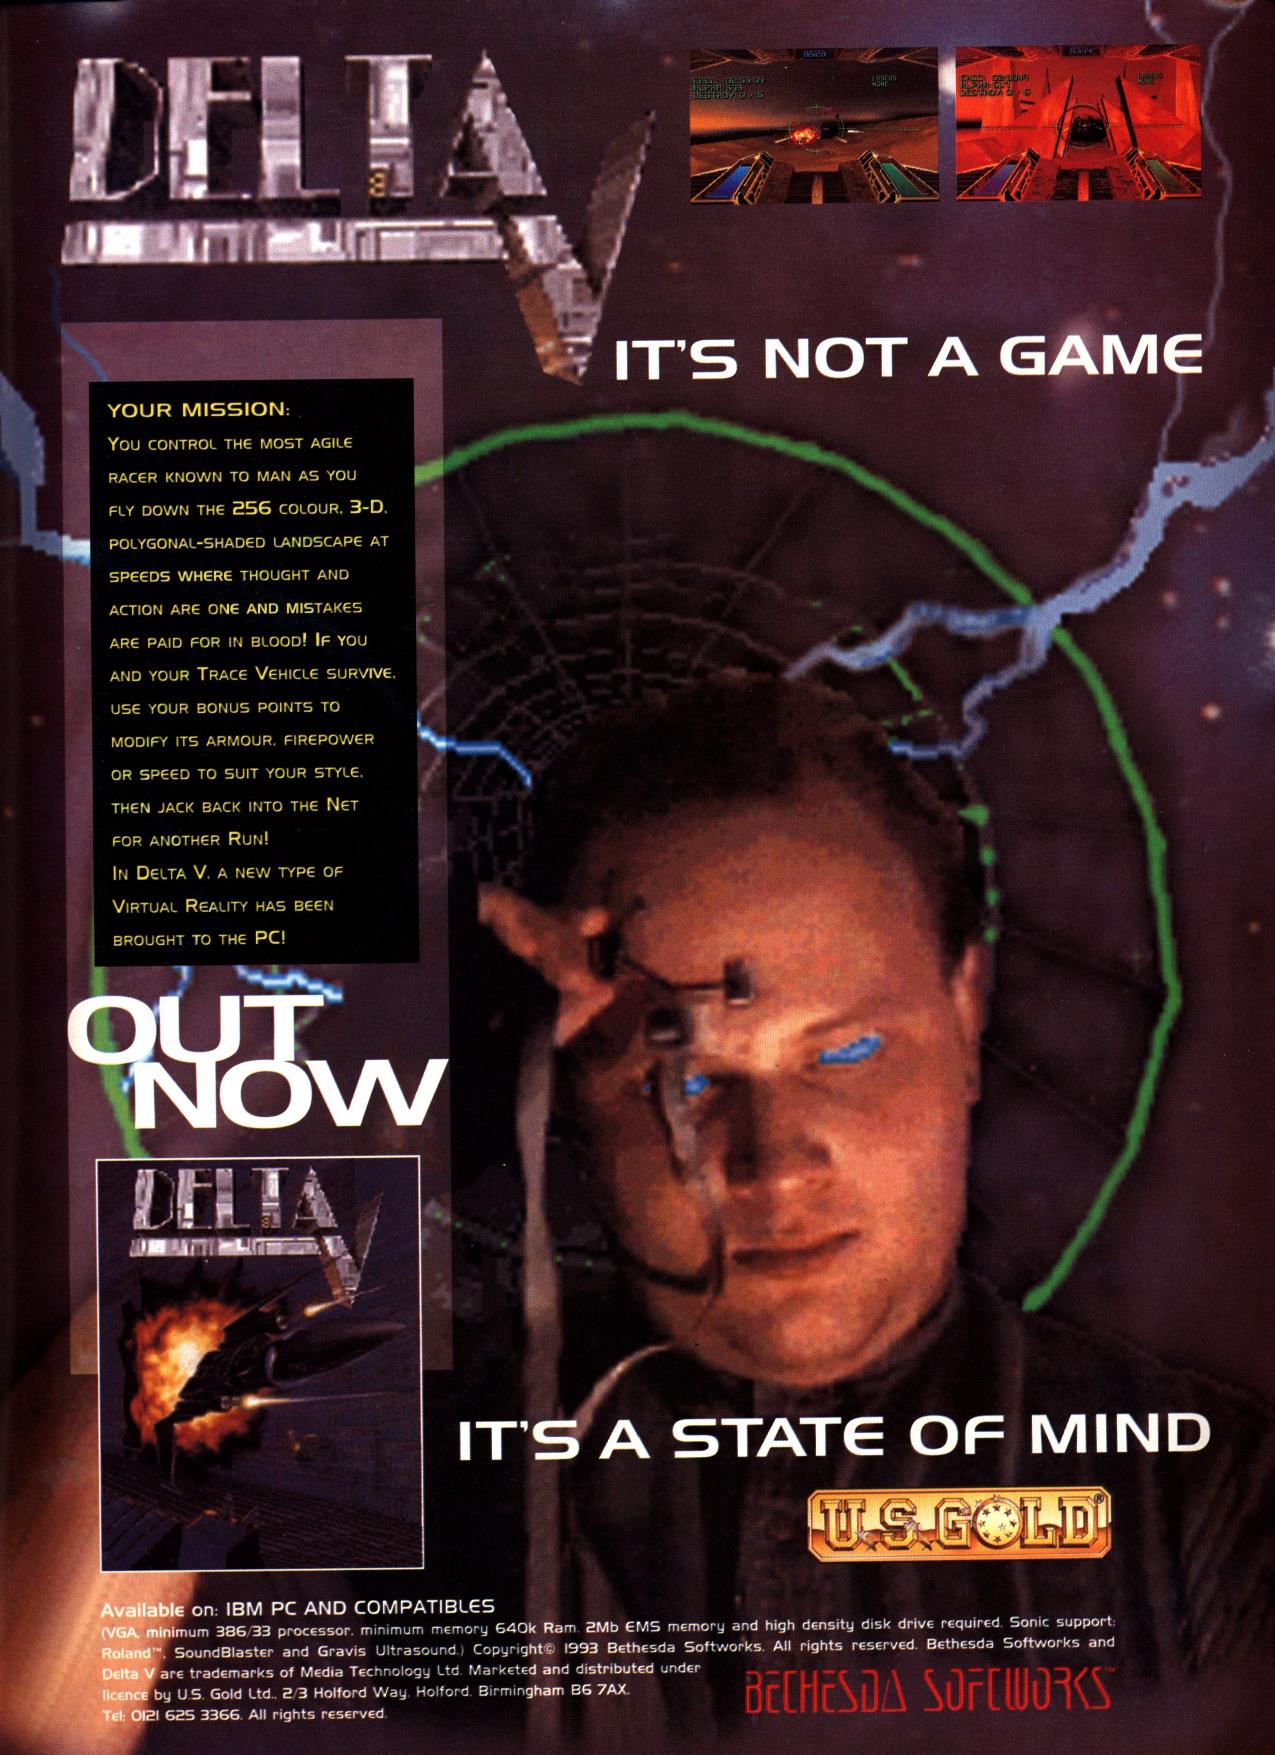 DELTA V
IT'S NOT A GAME
YOUR MISSION:
YOU CONTROL THE MOST AGILE
RACER KNOWN TO MAN AS YOU
FLY DOWN THE 256 COLOUR, 3-D,
POLYGONAL-SHADED LANDSCAPE AT
SPEEDS WHERE THOUGHT AND
ACTION ARE ONE AND MISTAKES
ARE PAID FOR IN BLOOD! IF YOU
AND YOUR TRACE VEHICLE SURVIVE,
USE YOUR BONUS POINTS TO
MODIFY ITS ARMOUR, FIREPOWER
OR SPEED TO SUIT YOUR STYLE,
THEN JACK BACK INTO THE NET
FOR ANOTHER RUN!
IN DELTA V, A NEW TYPE OF
VIRTUAL REALITY HAS BEEN
BROUGHT TO THE PC!
OUT
NOW
DELTA V
IT'S A STATE OF MIND
U.S.GOLD®
Available on: IBM PC AND COMPATIBLES
(VGA, minimum 386/33 processor, minimum memory 640k Ram, 2Mb EMS memory and high density disk drive required. Sonic support:
Roland™, SoundBlaster and Gravis Ultrasound.) Copyright© 1993 Bethesda Softworks. All rights reserved. Bethesda Softworks and
Delta V are trademarks of Media Technology Ltd. Marketed and distributed under
licence by U.S. Gold Ltd., 2/3 Holford Way, Holford, Birmingham B6 7AX.
Tel: 0121 625 3366. All rights reserved.
BETHESDA SOFTWORKS™